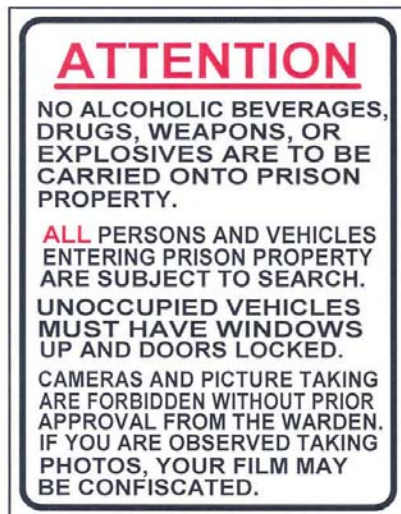 ATTENTION
NO ALCOHOLIC BEVERAGES,
DRUGS, WEAPONS, OR
EXPLOSIVES ARE TO BE
CARRIED ONTO PRISON
PROPERTY.
ALL PERSONS AND VEHICLES
ENTERING PRISON PROPERTY
ARE SUBJECT TO SEARCH.
UNOCCUPIED VEHICLES
MUST HAVE WINDOWS
UP AND DOORS LOCKED.
CAMERAS AND PICTURE TAKING
ARE FORBIDDEN WITHOUT PRIOR
APPROVAL FROM THE WARDEN.
IF YOU ARE OBSERVED TAKING
PHOTOS, YOUR FILM MAY
BE CONFISCATED.